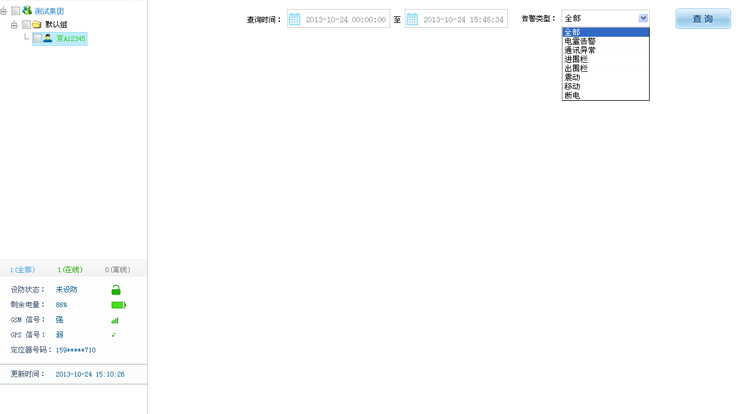 测试集团
默认组
京A12345
查询时间： 2013-10-24 00:00:00 至 2013-10-24 15:45:34 告警类型： 全部 查询
全部
电量告警
通讯异常
进围栏
出围栏
震动
移动
断电
1(全部) 1(在线) 0(离线)
设防状态： 未设防
剩余电量： 88%
GSM 信号： 强
GPS 信号： 弱
定位器号码： 159*****710
更新时间： 2013-10-24 15:10:26